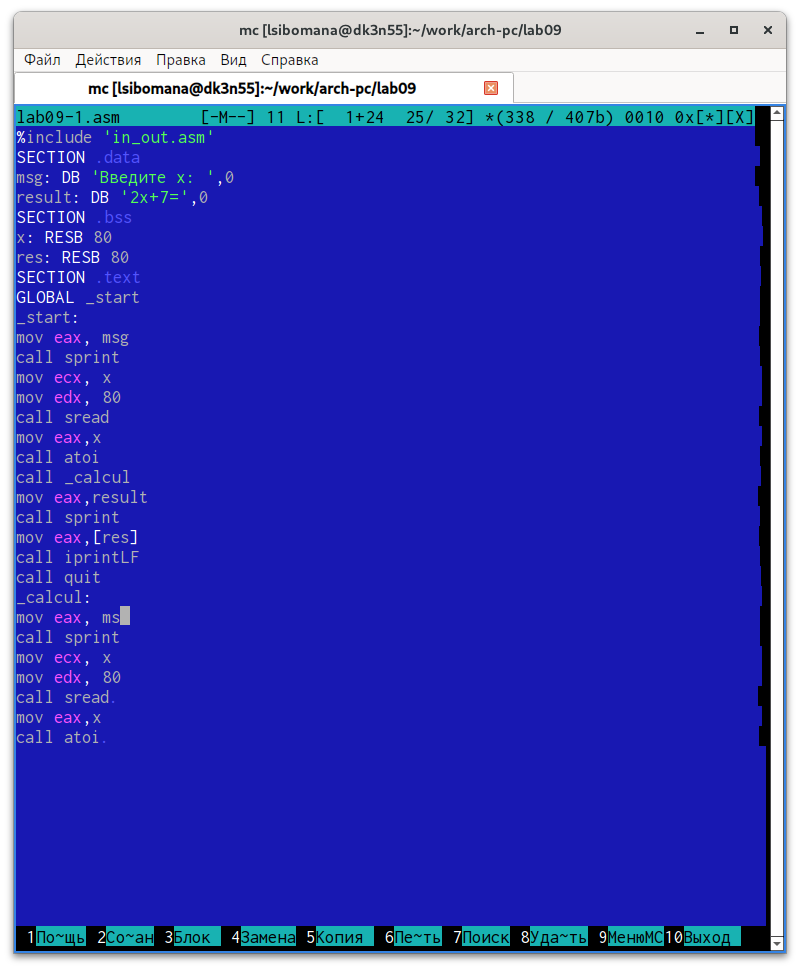 mc [lsibomana@dk3n55]:~/work/arch-pc/lab09
Файл Действия Правка Вид Справка
mc [lsibomana@dk3n55]:~/work/arch-pc/lab09
lab09-1.asm [-M--] 11 L:[ 1+24 25/ 32] *(338 / 407b) 0010 0x[*][X]
%include 'in_out.asm'
SECTION .data
msg: DB 'Введите x: ',0
result: DB '2x+7=',0
SECTION .bss
x: RESB 80
res: RESB 80
SECTION .text
GLOBAL _start
_start:
mov eax, msg
call sprint
mov ecx, x
mov edx, 80
call sread
mov eax,x
call atoi
call _calcul
mov eax,result
call sprint
mov eax,[res]
call iprintLF
call quit
_calcul:
mov eax, ms
call sprint
mov ecx, x
mov edx, 80
call sread.
mov eax,x
call atoi.
1По~щь 2Со~ан 3Блок 4Замена 5Копия 6Пе~ть 7Поиск 8Уда~ть 9МенюМС 10Выход